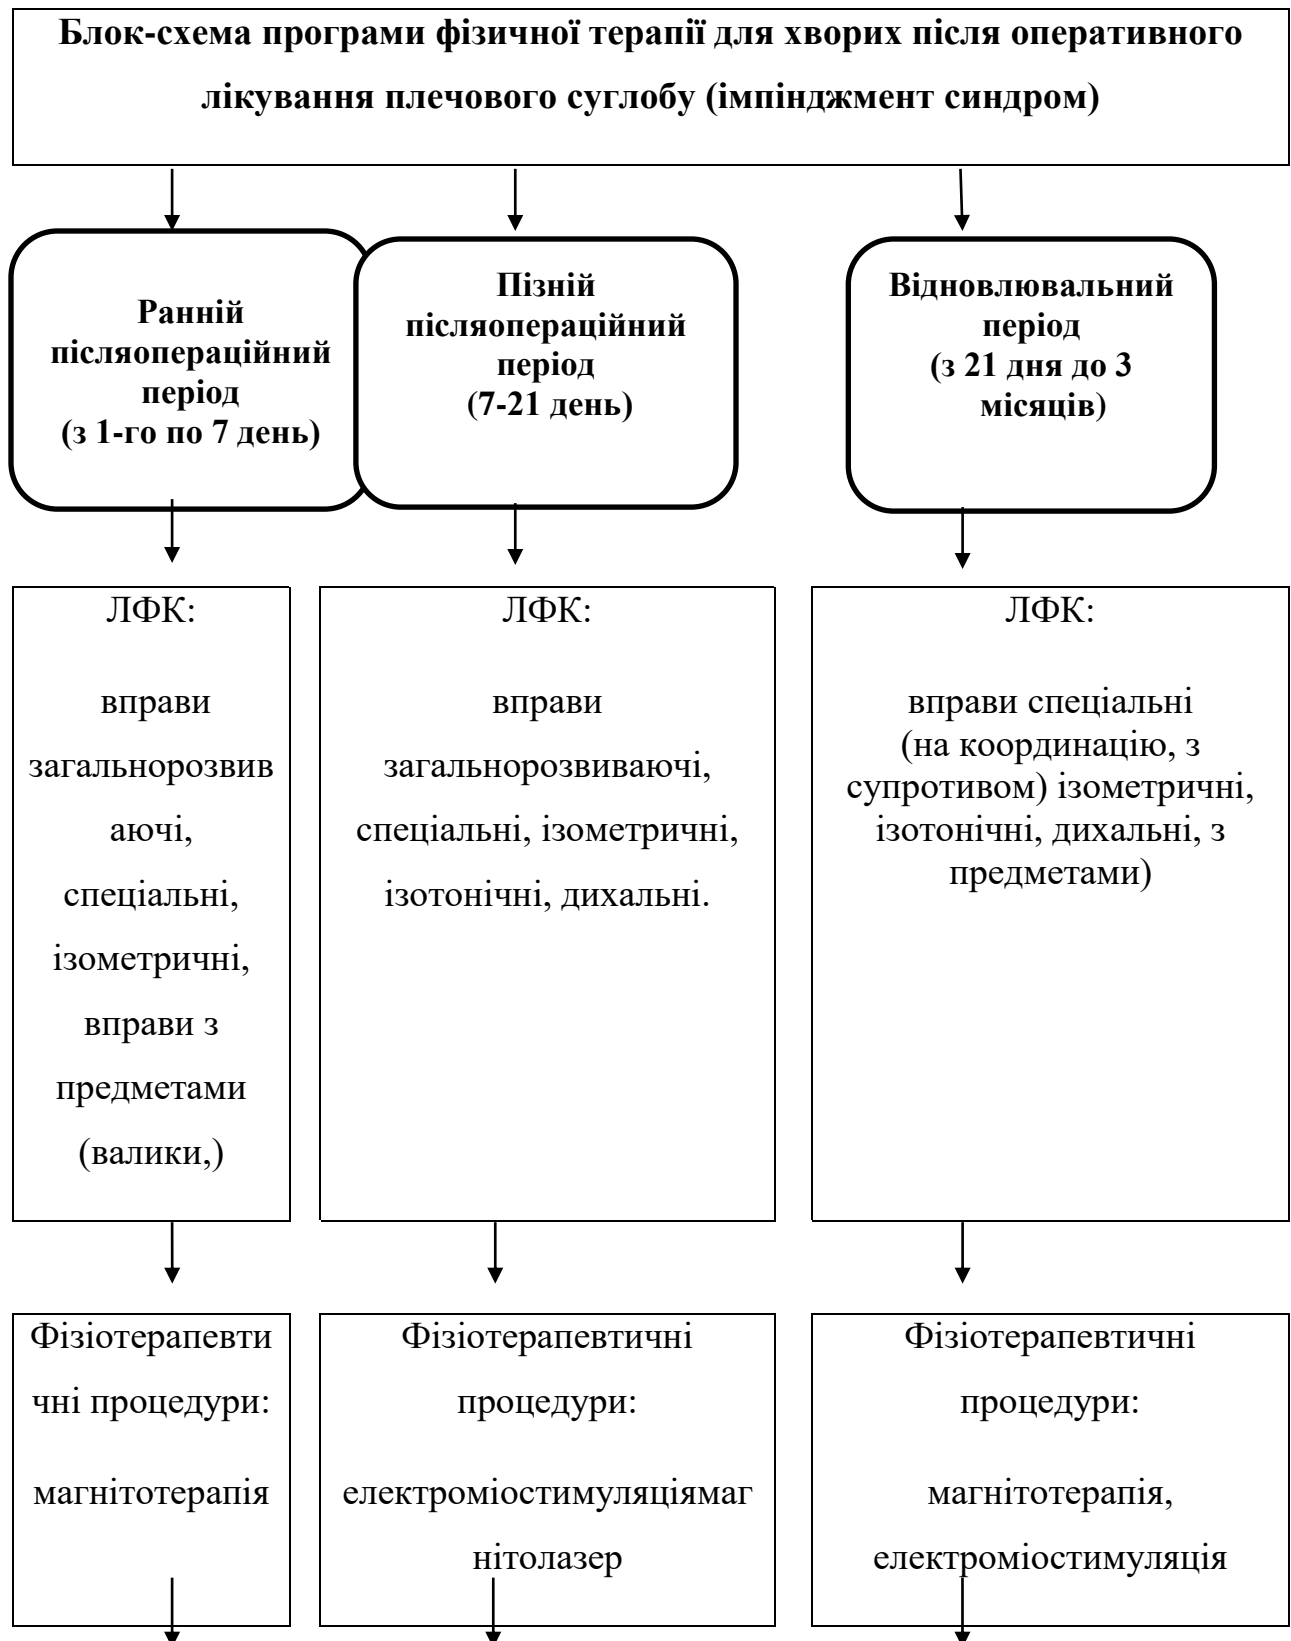 Блок-схема програми фізичної терапії для хворих після оперативного
лікування плечового суглобу (імпінджмент синдром)
Ранній
післяопераційний
період
(з 1-го по 7 день)
Пізній
післяопераційний
період
(7-21 день)
Відновлювальний
період
(з 21 дня до 3
місяців)
ЛФК:
вправи
загальнорозвив
аючі,
спеціальні,
ізометричні,
вправи з
предметами
(валики,)
ЛФК:
вправи
загальнорозвиваючі,
спеціальні, ізометричні,
ізотонічні, дихальні.
ЛФК:
вправи спеціальні
(на координацію, з
супротивом) ізометричні,
ізотонічні, дихальні, з
предметами)
Фізіотерапевти
чні процедури:
магнітотерапія
Фізіотерапевтичні
процедури:
електроміостимуляціямаг
нітолазер
Фізіотерапевтичні
процедури:
магнітотерапія,
електроміостимуляція